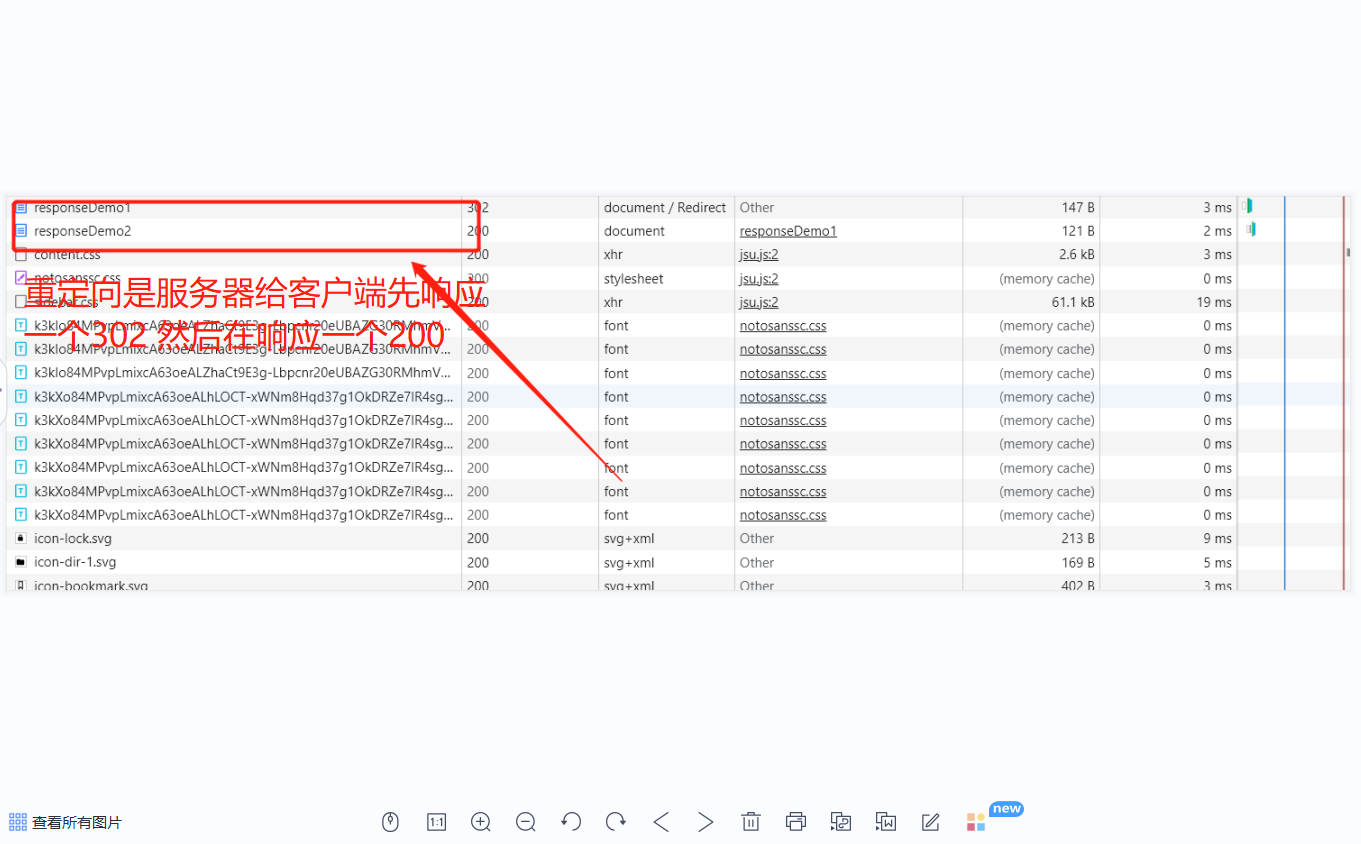 responseDemo1 302 document / Redirect Other 147 B 3 ms
responseDemo2 200 document responseDemo1 121 B 2 ms
content.css 200 xhr jsu.js:2 2.6 kB 3 ms
notosanssc.css 200 stylesheet jsu.js:2 (memory cache) 0 ms
sidebar.css 200 xhr jsu.js:2 61.1 kB 19 ms
重定向是服务器给客户端先响应
一个302 然后在响应一个200
k3kIo84MPvpLmixcA63oeALZhaCt9E3g-Lbpcnr20eUBAZG30RMhmV... 200 font notosanssc.css (memory cache) 0 ms
k3kIo84MPvpLmixcA63oeALZhaCt9E3g-Lbpcnr20eUBAZG30RMhmV... 200 font notosanssc.css (memory cache) 0 ms
k3kIo84MPvpLmixcA63oeALZhaCt9E3g-Lbpcnr20eUBAZG30RMhmV... 200 font notosanssc.css (memory cache) 0 ms
k3kXo84MPvpLmixcA63oeALhLOCT-xWNm8Hqd37g1OkDRZe7lR4sg... 200 font notosanssc.css (memory cache) 0 ms
k3kXo84MPvpLmixcA63oeALhLOCT-xWNm8Hqd37g1OkDRZe7lR4sg... 200 font notosanssc.css (memory cache) 0 ms
k3kXo84MPvpLmixcA63oeALhLOCT-xWNm8Hqd37g1OkDRZe7lR4sg... 200 font notosanssc.css (memory cache) 0 ms
k3kXo84MPvpLmixcA63oeALhLOCT-xWNm8Hqd37g1OkDRZe7lR4sg... 200 font notosanssc.css (memory cache) 0 ms
k3kXo84MPvpLmixcA63oeALhLOCT-xWNm8Hqd37g1OkDRZe7lR4sg... 200 font notosanssc.css (memory cache) 0 ms
k3kXo84MPvpLmixcA63oeALhLOCT-xWNm8Hqd37g1OkDRZe7lR4sg... 200 font notosanssc.css (memory cache) 0 ms
icon-lock.svg 200 svg+xml Other 213 B 9 ms
icon-dir-1.svg 200 svg+xml Other 169 B 5 ms
icon-bookmark.svg 200 svg+xml Other 402 B 3 ms
查看所有图片 1:1 new